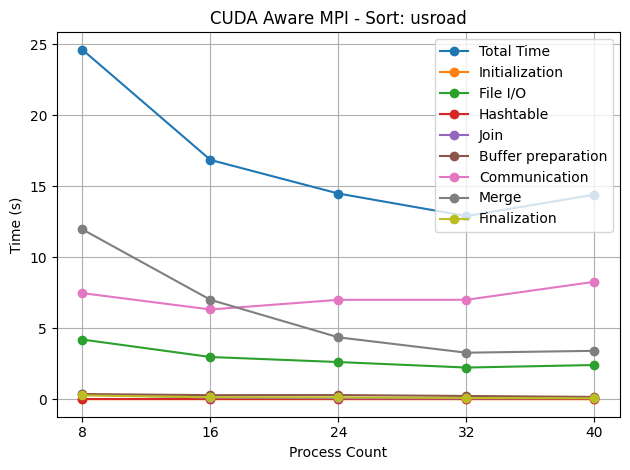 CUDA Aware MPI - Sort: usroad
25
20
15
10
5
0
Time (s)
8
16
24
32
40
Process Count
Total Time
Initialization
File I/O
Hashtable
Join
Buffer preparation
Communication
Merge
Finalization